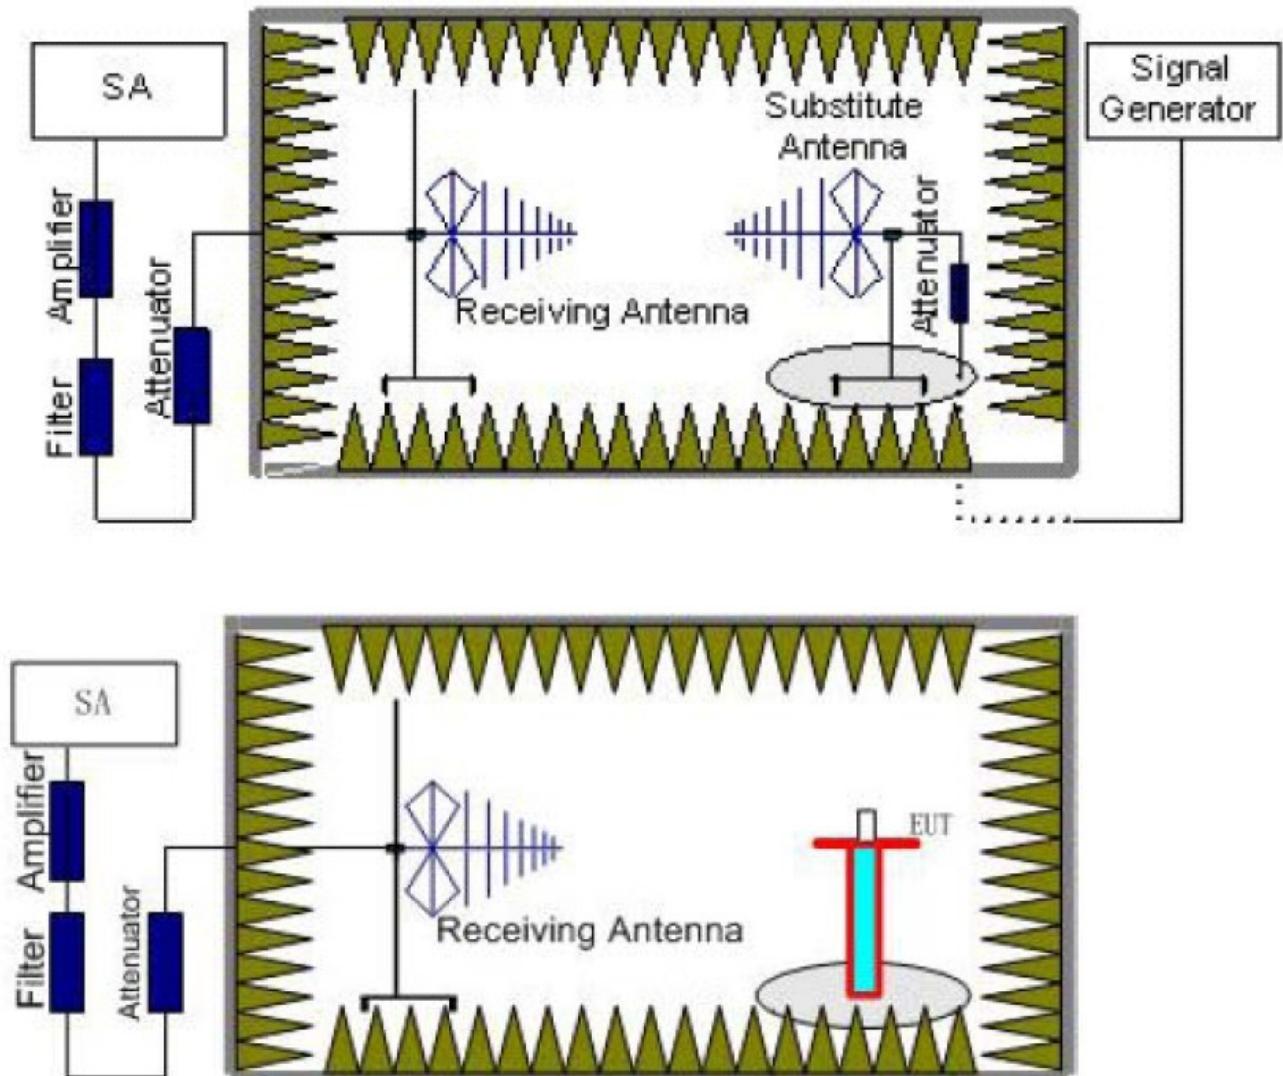 SA
Signal
Generator
Substitute
Antenna
Amplifier
Attenuator
Attenuator
Receiving Antenna
Filter
SA
Amplifier
EUT
Attenuator
Receiving Antenna
Filter